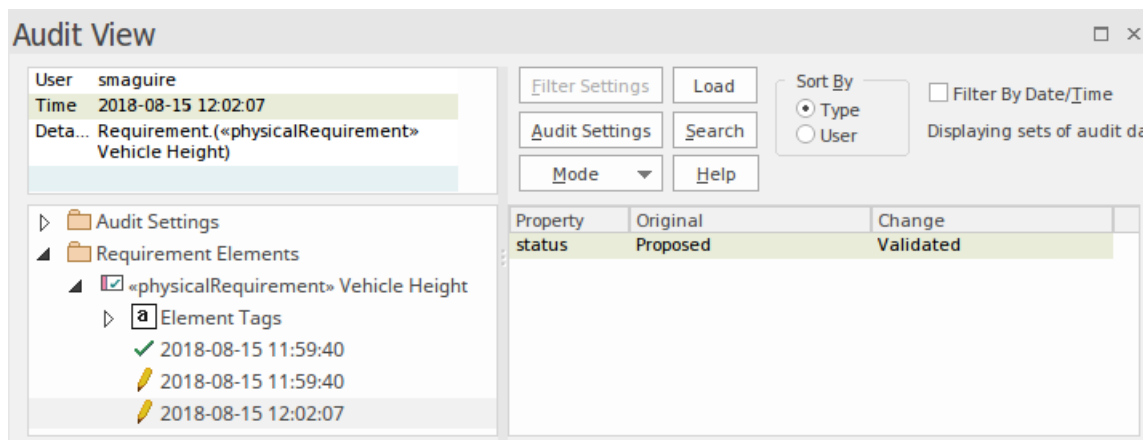 Audit View
User smaguire
Time 2018-08-15 12:02:07
Deta... Requirement.(«physicalRequirement»
Vehicle Height)
Filter Settings
Load
Audit Settings
Search
Mode
Help
Sort By
Type
User
Filter By Date/Time
Displaying sets of audit da
Audit Settings
Requirement Elements
«physicalRequirement» Vehicle Height
a Element Tags
2018-08-15 11:59:40
2018-08-15 11:59:40
2018-08-15 12:02:07
Property Original Change
status Proposed Validated